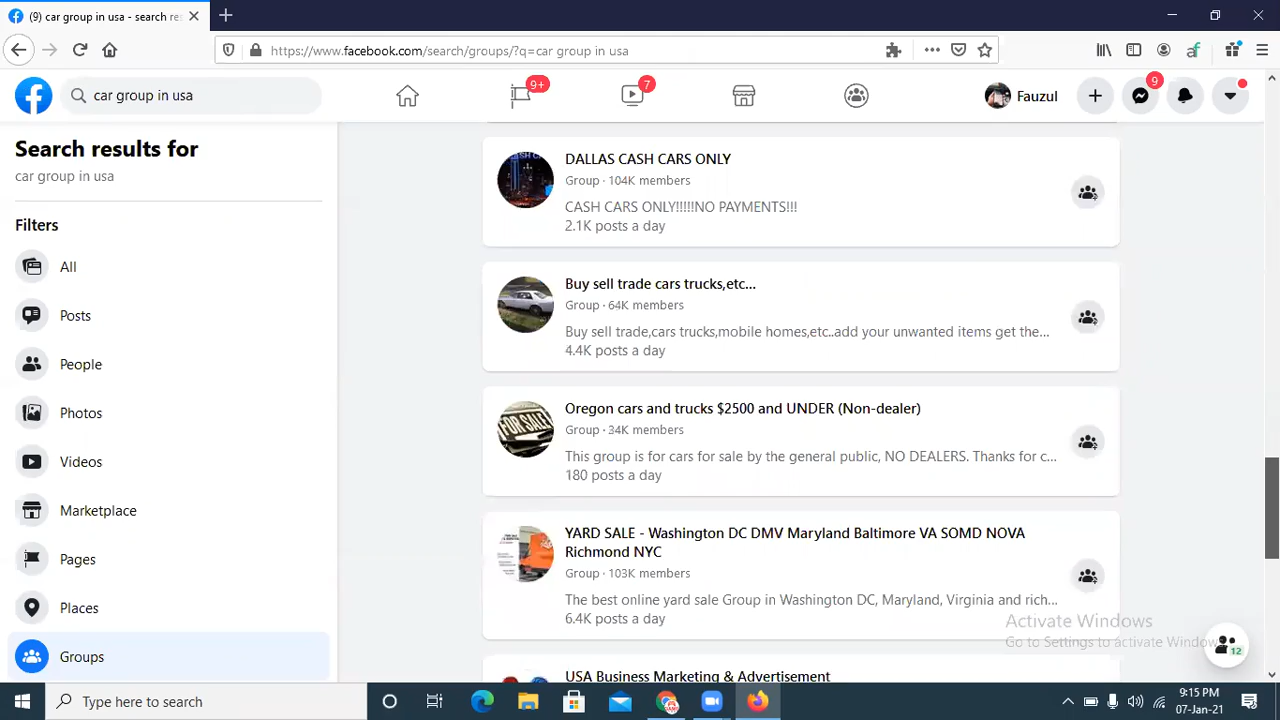 (9) car group in usa - search res
https://www.facebook.com/search/groups/?q=car group in usa
car group in usa
9+
7
Fauzul
9
Search results for
car group in usa
Filters
All
Posts
People
Photos
Videos
Marketplace
Pages
Places
Groups
DALLAS CASH CARS ONLY
Group · 104K members
CASH CARS ONLY!!!!!NO PAYMENTS!!!
2.1K posts a day
Buy sell trade cars trucks,etc...
Group · 64K members
Buy sell trade,cars trucks,mobile homes,etc..add your unwanted items get the...
4.4K posts a day
FOR SALE
Oregon cars and trucks $2500 and UNDER (Non-dealer)
Group · 34K members
This group is for cars for sale by the general public, NO DEALERS. Thanks for c...
180 posts a day
YARD SALE - Washington DC DMV Maryland Baltimore VA SOMD NOVA
Richmond NYC
Group · 103K members
The best online yard sale Group in Washington DC, Maryland, Virginia and rich...
6.4K posts a day
USA Business Marketing & Advertisement
Activate Windows
Go to Settings to activate Windows
12
Type here to search
9:15 PM
07-Jan-21